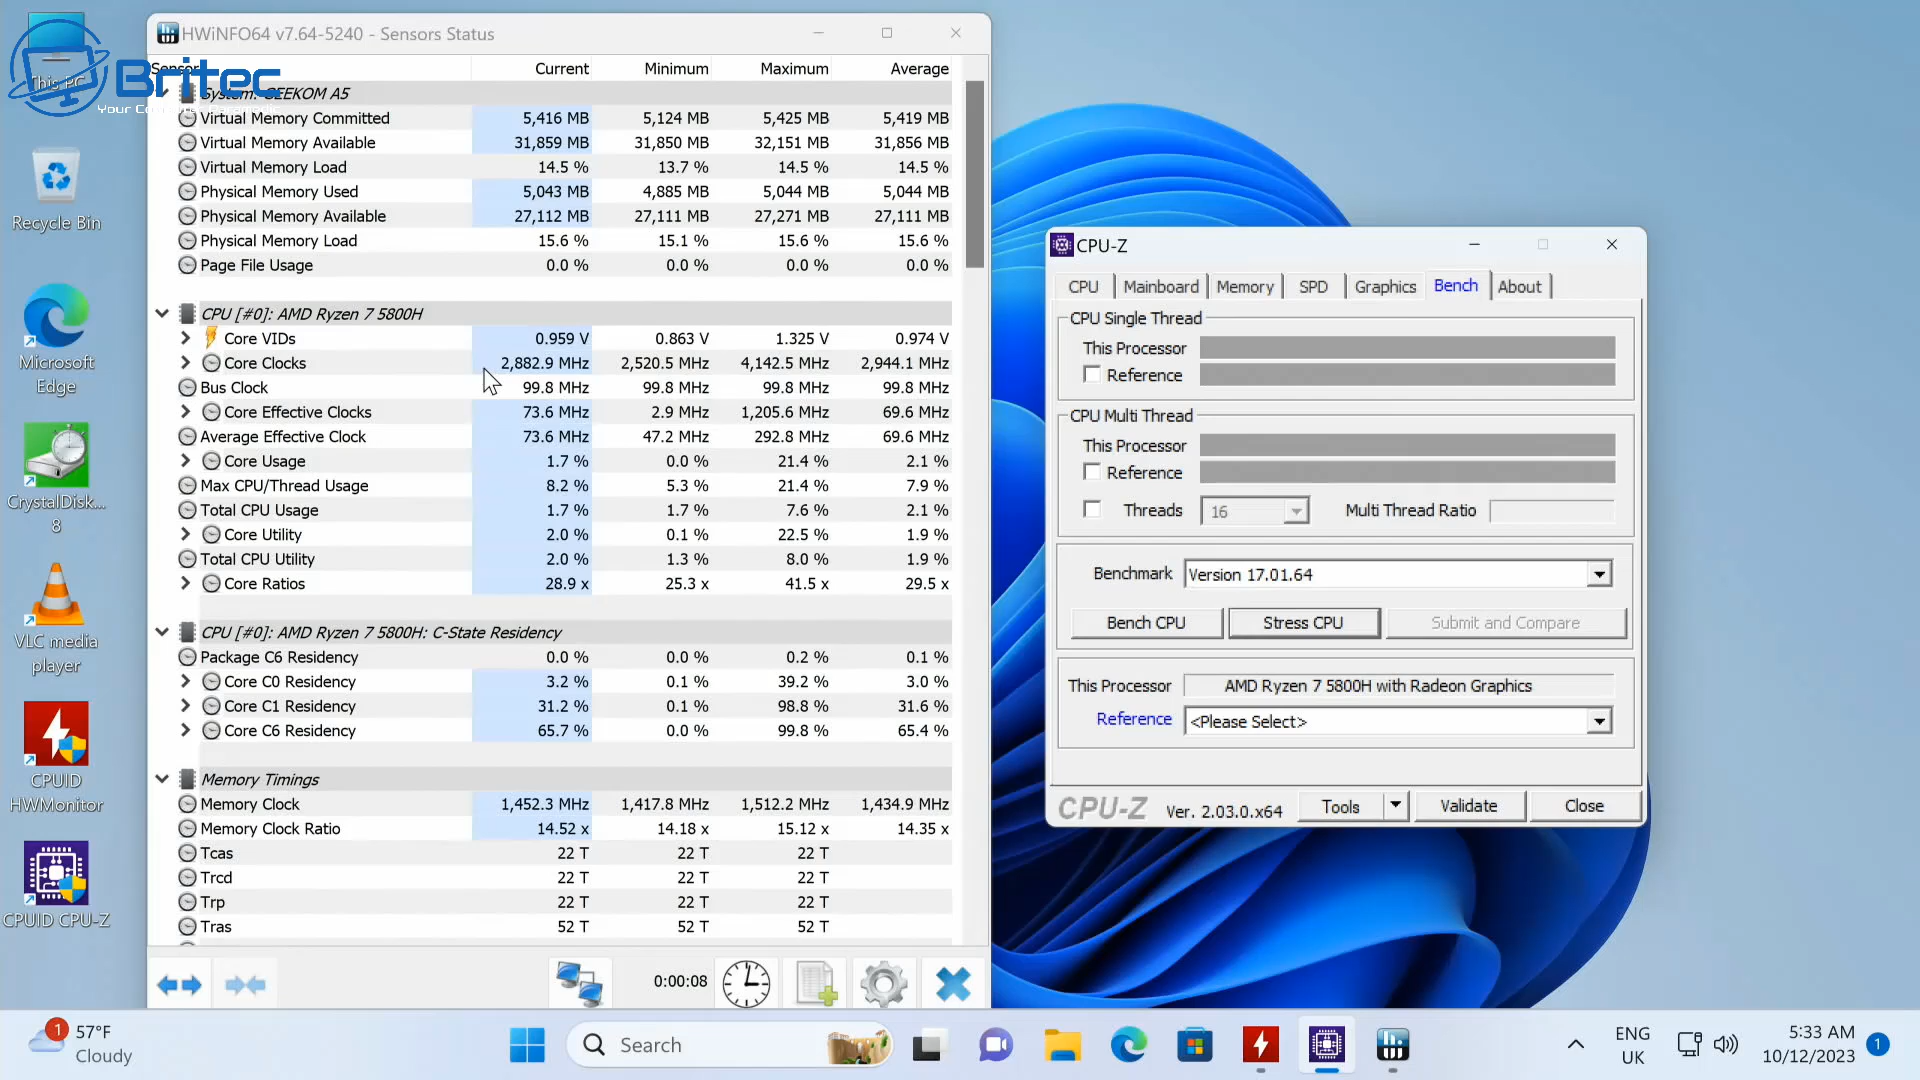 HWiNFO64 v7.64-5240 - Sensors Status
Sensor Current Minimum Maximum Average
System: GEEKOM A5
Virtual Memory Committed 5,416 MB 5,124 MB 5,425 MB 5,419 MB
Virtual Memory Available 31,859 MB 31,850 MB 32,151 MB 31,856 MB
Virtual Memory Load 14.5 % 13.7 % 14.5 % 14.5 %
Physical Memory Used 5,043 MB 4,885 MB 5,044 MB 5,044 MB
Physical Memory Available 27,112 MB 27,111 MB 27,271 MB 27,111 MB
Physical Memory Load 15.6 % 15.1 % 15.6 % 15.6 %
Page File Usage 0.0 % 0.0 % 0.0 % 0.0 %
CPU [#0]: AMD Ryzen 7 5800H
Core VIDs 0.959 V 0.863 V 1.325 V 0.974 V
Core Clocks 2,882.9 MHz 2,520.5 MHz 4,142.5 MHz 2,944.1 MHz
Bus Clock 99.8 MHz 99.8 MHz 99.8 MHz 99.8 MHz
Core Effective Clocks 73.6 MHz 2.9 MHz 1,205.6 MHz 69.6 MHz
Average Effective Clock 73.6 MHz 47.2 MHz 292.8 MHz 69.6 MHz
Core Usage 1.7 % 0.0 % 21.4 % 2.1 %
Max CPU/Thread Usage 8.2 % 5.3 % 21.4 % 7.9 %
Total CPU Usage 1.7 % 1.7 % 7.6 % 2.1 %
Core Utility 2.0 % 0.1 % 22.5 % 1.9 %
Total CPU Utility 2.0 % 1.3 % 8.0 % 1.9 %
Core Ratios 28.9 x 25.3 x 41.5 x 29.5 x
CPU [#0]: AMD Ryzen 7 5800H: C-State Residency
Package C6 Residency 0.0 % 0.0 % 0.2 % 0.1 %
Core C0 Residency 3.2 % 0.1 % 39.2 % 3.0 %
Core C1 Residency 31.2 % 0.1 % 98.8 % 31.6 %
Core C6 Residency 65.7 % 0.0 % 99.8 % 65.4 %
Memory Timings
Memory Clock 1,452.3 MHz 1,417.8 MHz 1,512.2 MHz 1,434.9 MHz
Memory Clock Ratio 14.52 x 14.18 x 15.12 x 14.35 x
Tcas 22 T 22 T 22 T
Trcd 22 T 22 T 22 T
Trp 22 T 22 T 22 T
Tras 52 T 52 T 52 T
0:00:08
Britec
This PC
Recycle Bin
Microsoft
Edge
CrystalDisk...
8
VLC media
player
CPUID
HWMonitor
CPUID CPU-Z
CPU-Z
CPU Mainboard Memory SPD Graphics Bench About
CPU Single Thread
This Processor
Reference
CPU Multi Thread
This Processor
Reference
Threads 16 Multi Thread Ratio
Benchmark Version 17.01.64
Bench CPU Stress CPU Submit and Compare
This Processor AMD Ryzen 7 5800H with Radeon Graphics
Reference <Please Select>
CPU-Z Ver. 2.03.0.x64 Tools Validate Close
1
57°F
Cloudy
Search
ENG
UK
5:33 AM
10/12/2023
1